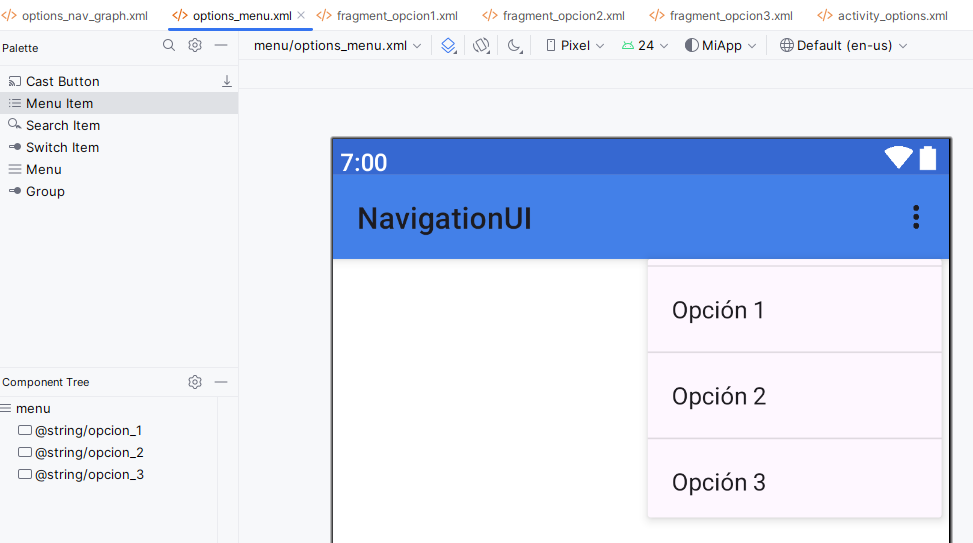 options_nav_graph.xml options_menu.xml fragment_opcion1.xml fragment_opcion2.xml fragment_opcion3.xml activity_options.xml
Palette
menu/options_menu.xml Pixel 24 MiApp Default (en-us)
Cast Button
Menu Item
Search Item
Switch Item
Menu
Group
7:00
NavigationUI
Opción 1
Opción 2
Opción 3
Component Tree
menu
@string/opcion_1
@string/opcion_2
@string/opcion_3